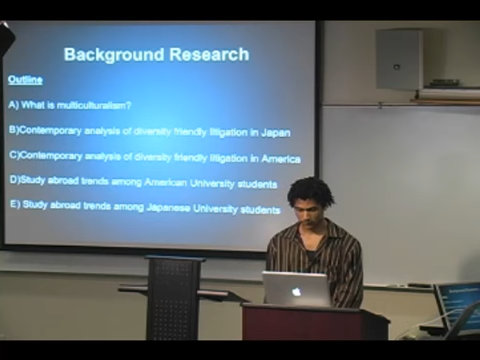 Background Research
Outline
A) What is multiculturalism?
B)Contemporary analysis of diversity friendly litigation in Japan
C)Contemporary analysis of diversity friendly litigation in America
D)Study abroad trends among American University students
E) Study abroad trends among Japanese University students